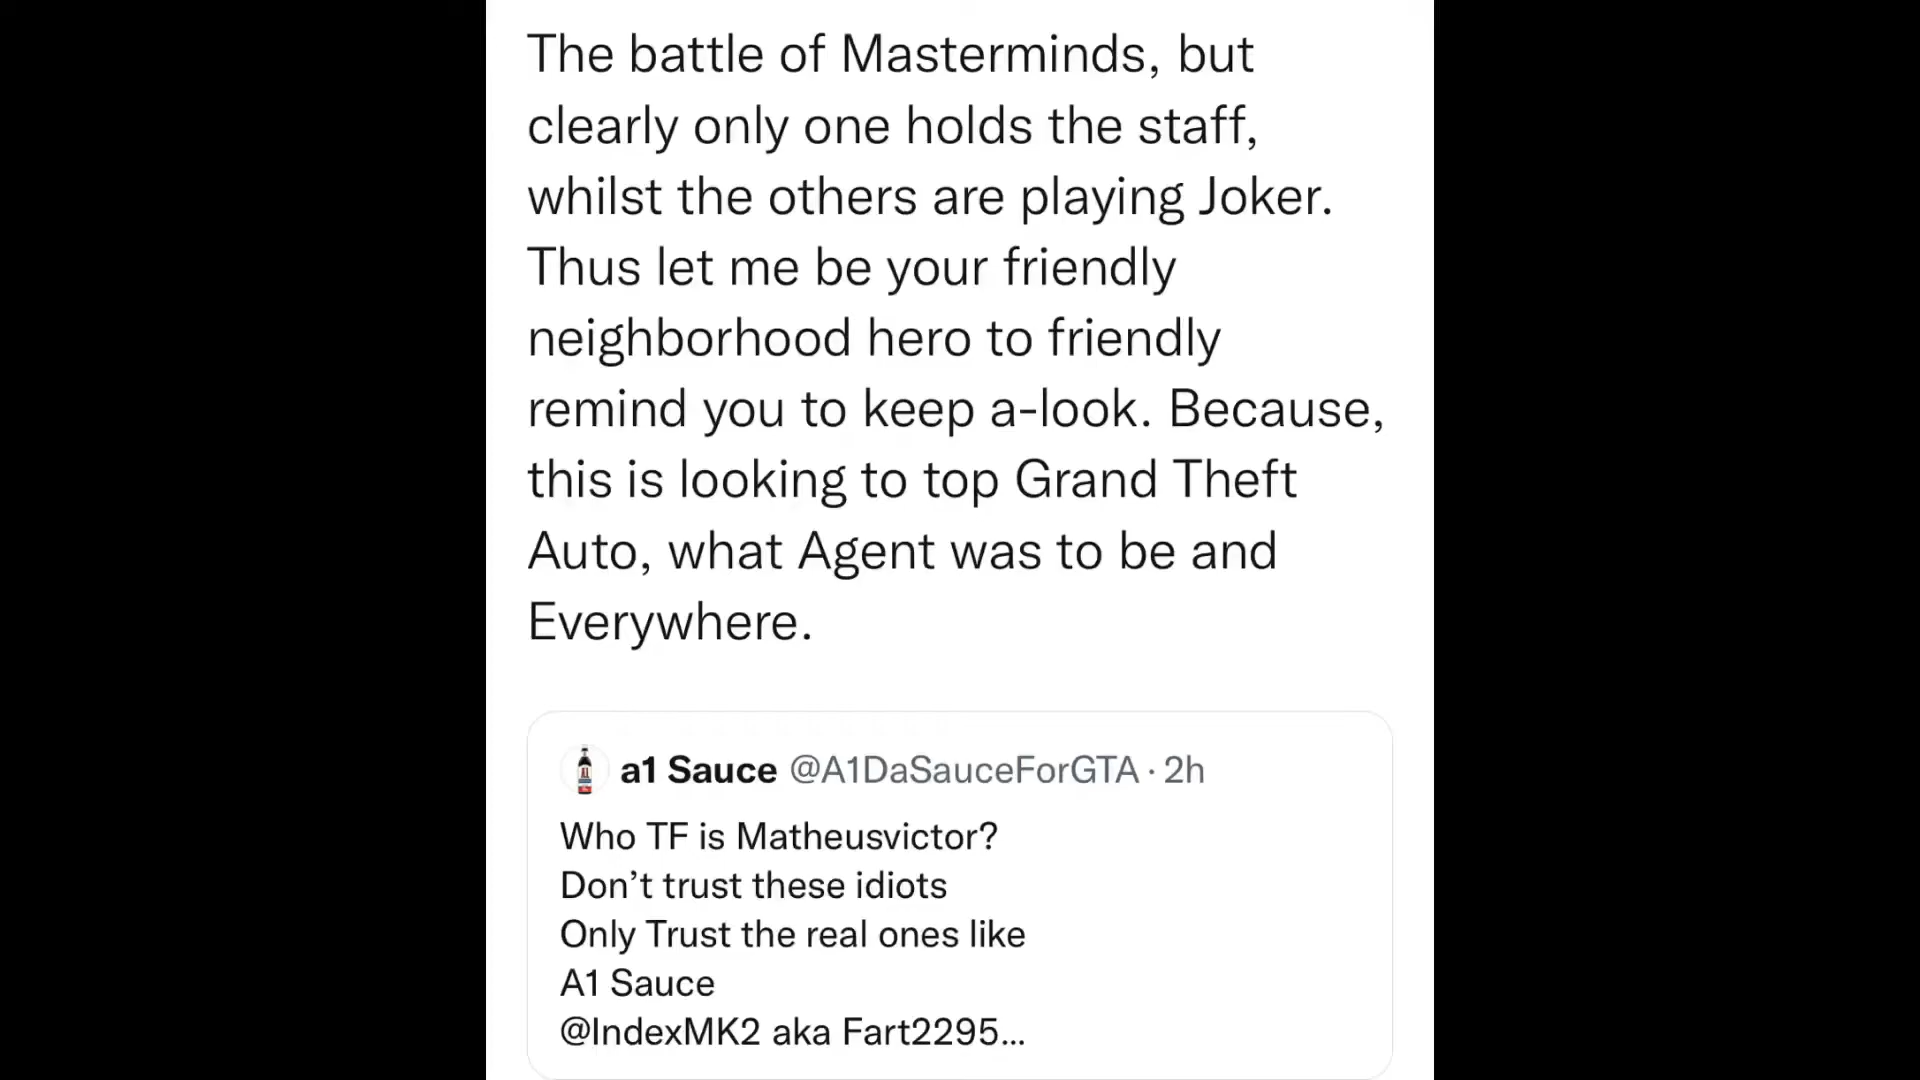 The battle of Masterminds, but
clearly only one holds the staff,
whilst the others are playing Joker.
Thus let me be your friendly
neighborhood hero to friendly
remind you to keep a-look. Because,
this is looking to top Grand Theft
Auto, what Agent was to be and
Everywhere.
a1 Sauce @A1DaSauceForGTA · 2h
Who TF is Matheusvictor?
Don’t trust these idiots
Only Trust the real ones like
A1 Sauce
@IndexMK2 aka Fart2295...